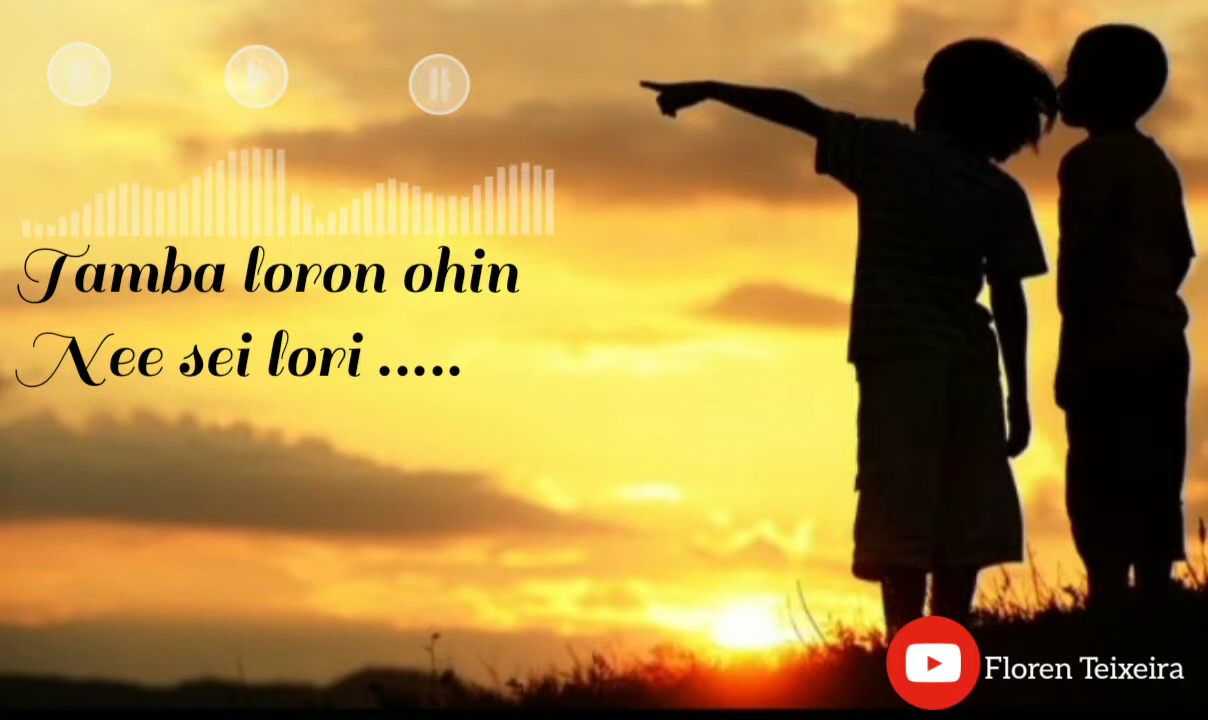 Tamba loron ohin
Nee sei lori .....
Floren Teixeira